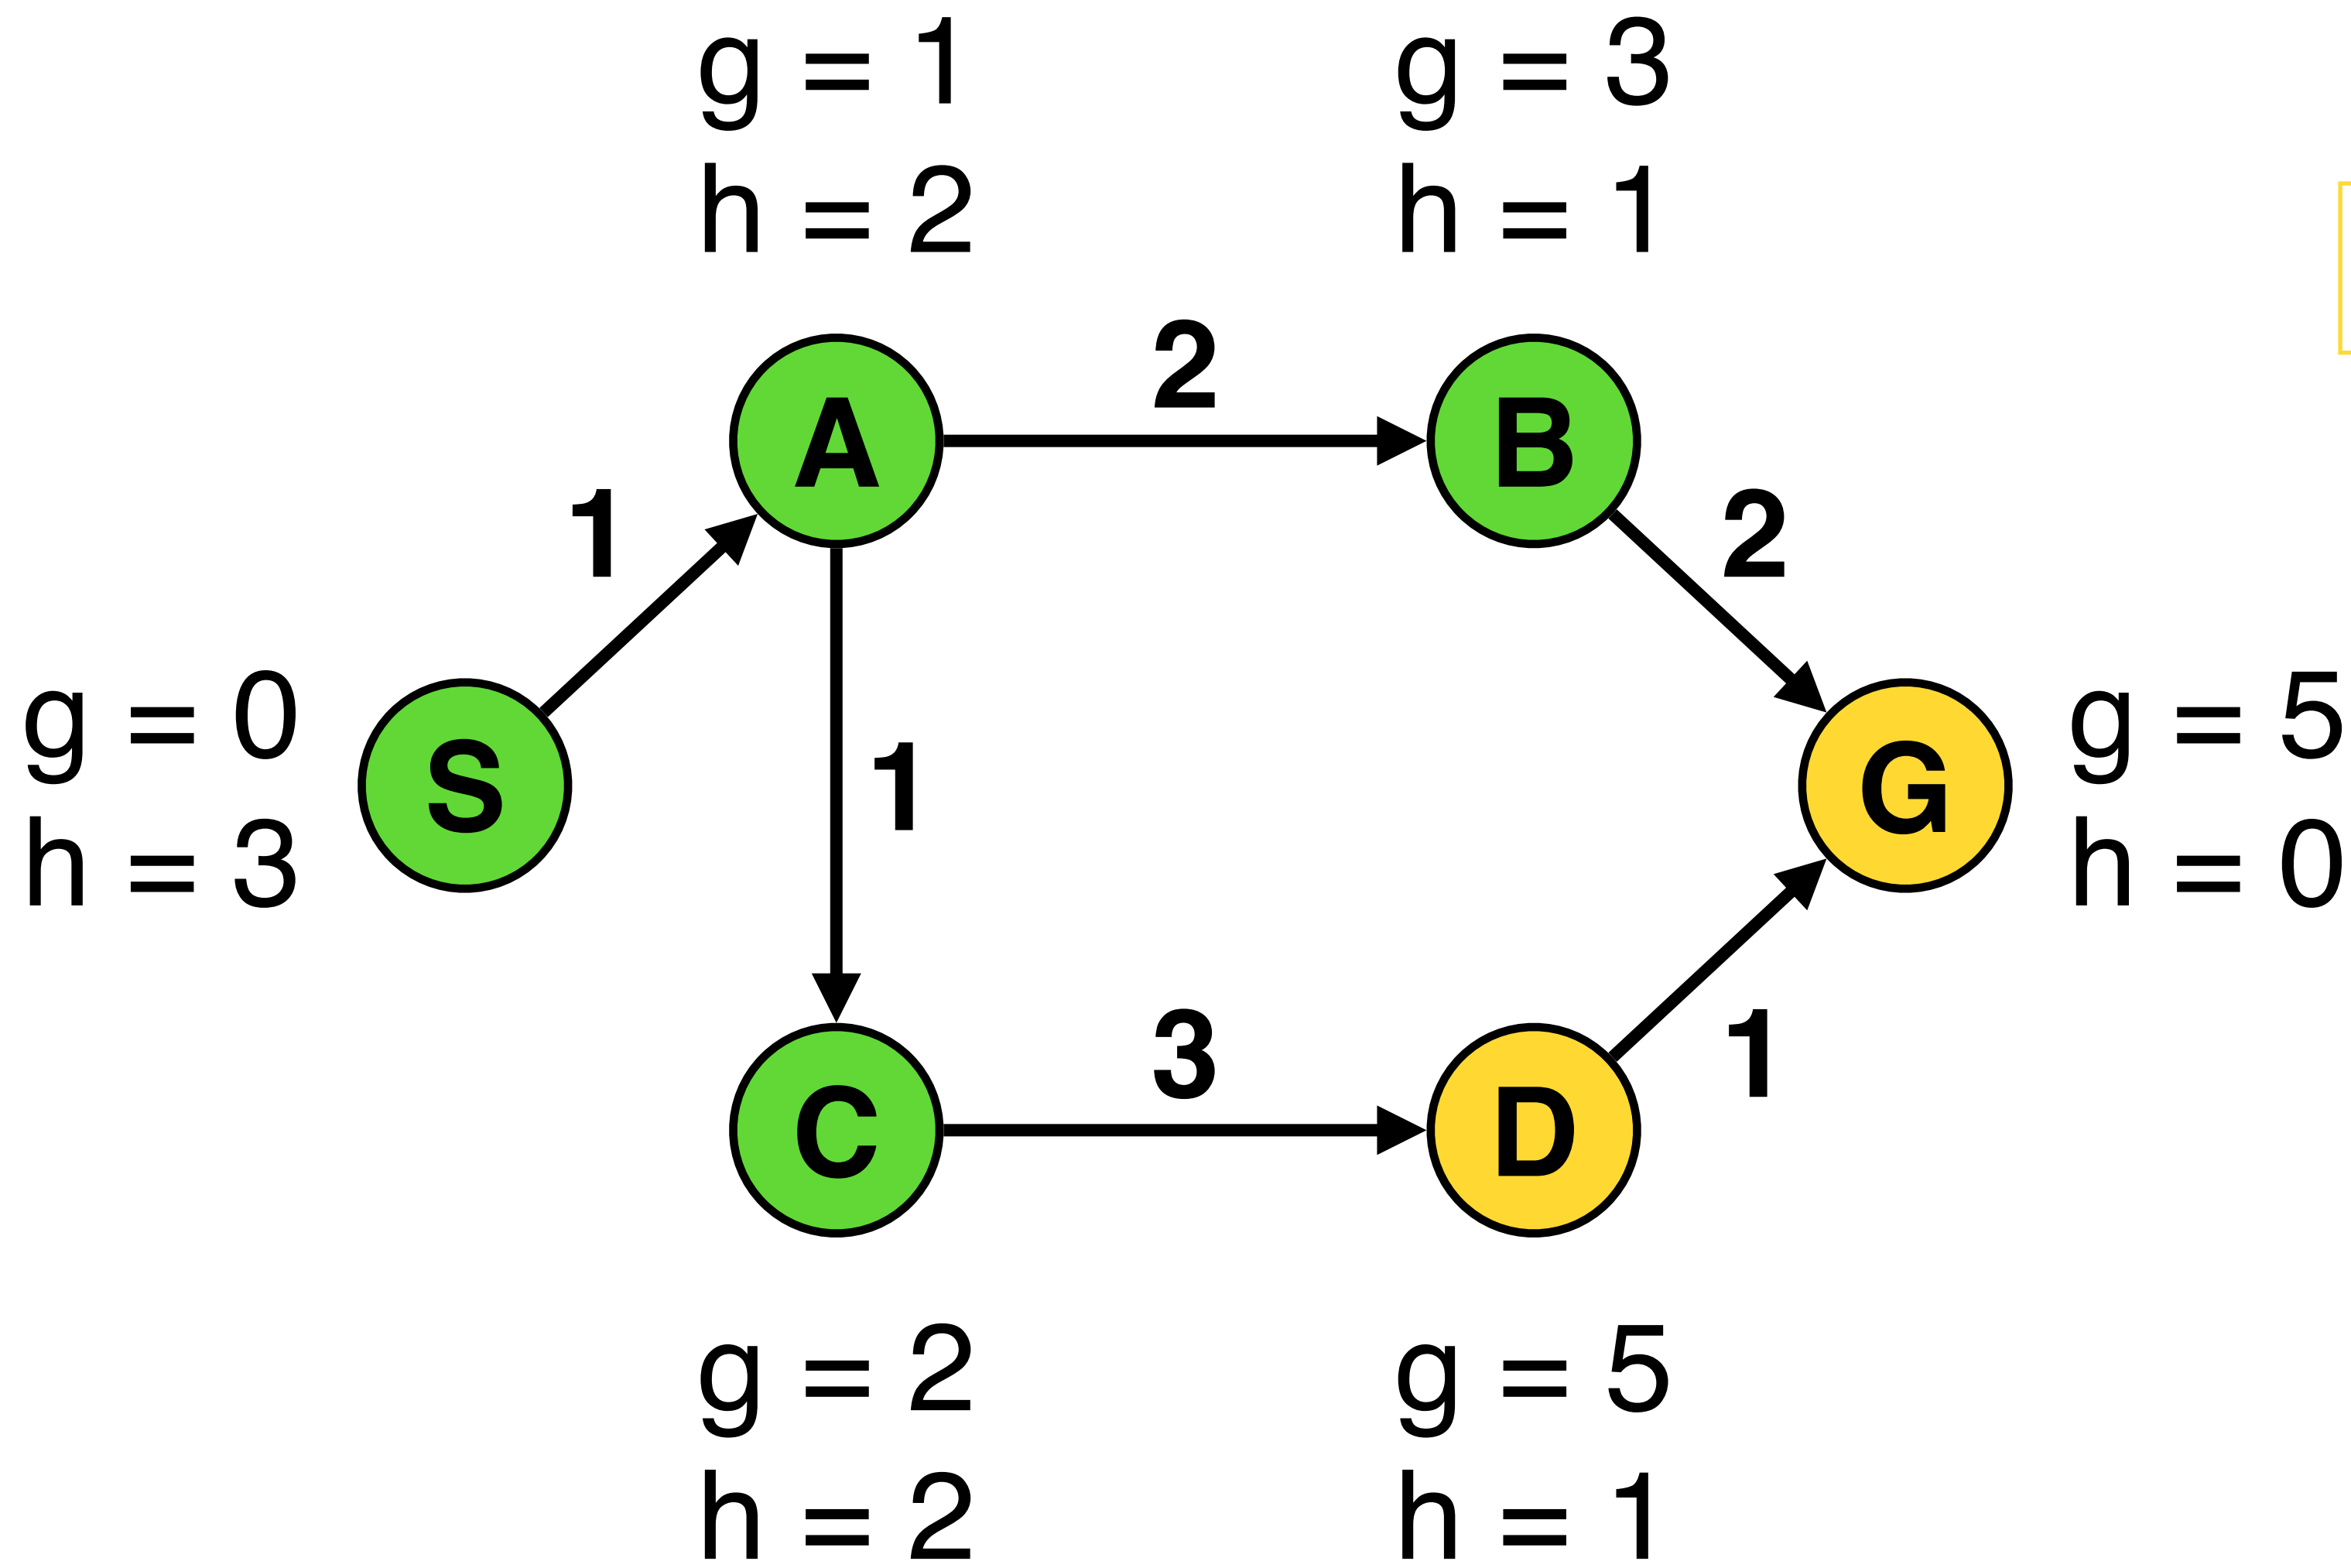 g = 1
h = 2
g = 3
h = 1
2
A
B
1
2
g = 0
h = 3
S
1
G
g = 5
h = 0
3
1
C
D
g = 2
h = 2
g = 5
h = 1